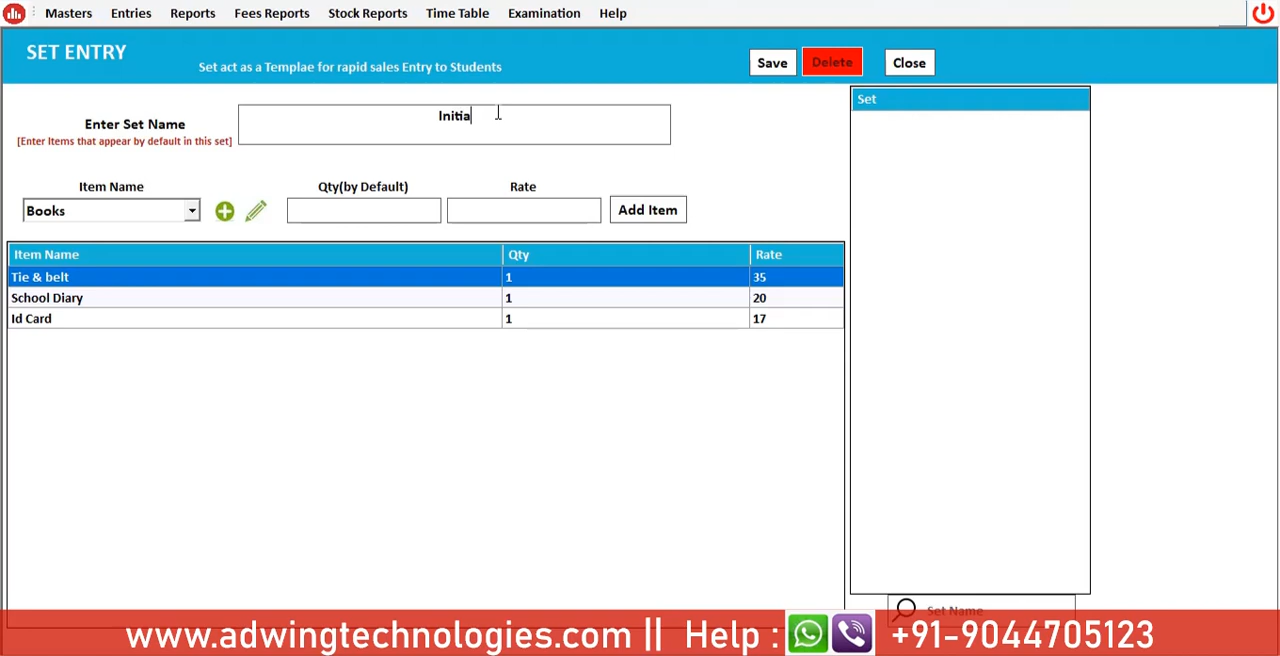 Masters Entries Reports Fees Reports Stock Reports Time Table Examination Help
SET ENTRY
Set act as a Templae for rapid sales Entry to Students
Save Delete Close
Enter Set Name
[Enter Items that appear by default in this set]
Initia
Set
Item Name Qty(by Default) Rate
Books Add Item
Item Name Qty Rate
Tie & belt 1 35
School Diary 1 20
Id Card 1 17
Set Name
www.adwingtechnologies.com || Help : +91-9044705123